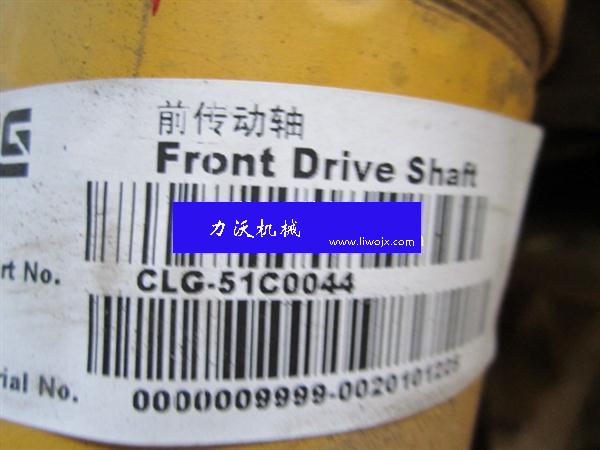 前传动轴
Front Drive Shaft
力沃机械
www.liwojx.com
rt No. CLG-51C0044
rial No. 0000009999-0020101205